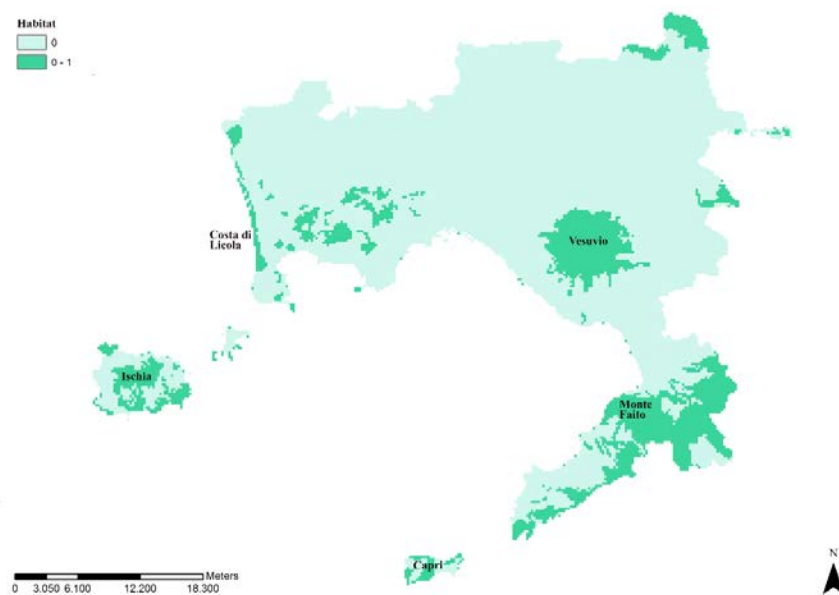 Habitat
0
0 - 1
Costa di
Licola
Vesuvio
Ischia
Monte
Faito
Capri
Meters
0 3.050 6.100 12.200 18.300
N